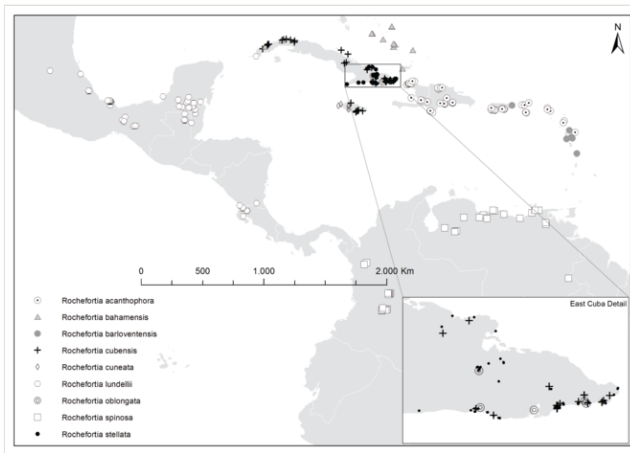 N
0 500 1.000 2.000 Km
Rochefortia acanthophora
Rochefortia bahamensis
Rochefortia barloventensis
Rochefortia cubensis
Rochefortia cuneata
Rochefortia lundellii
Rochefortia oblongata
Rochefortia spinosa
Rochefortia stellata
East Cuba Detail